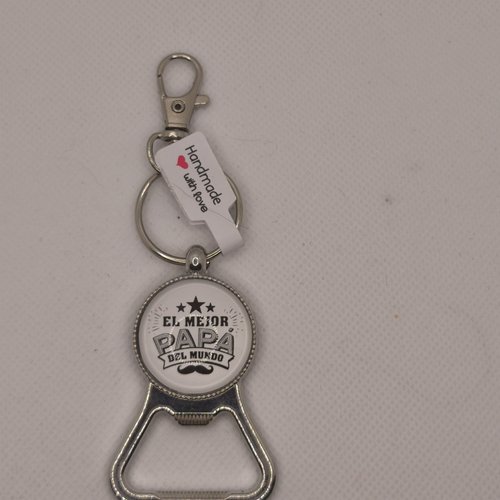 Handmade
with love
EL MEJOR
PAPÁ
DEL MUNDO